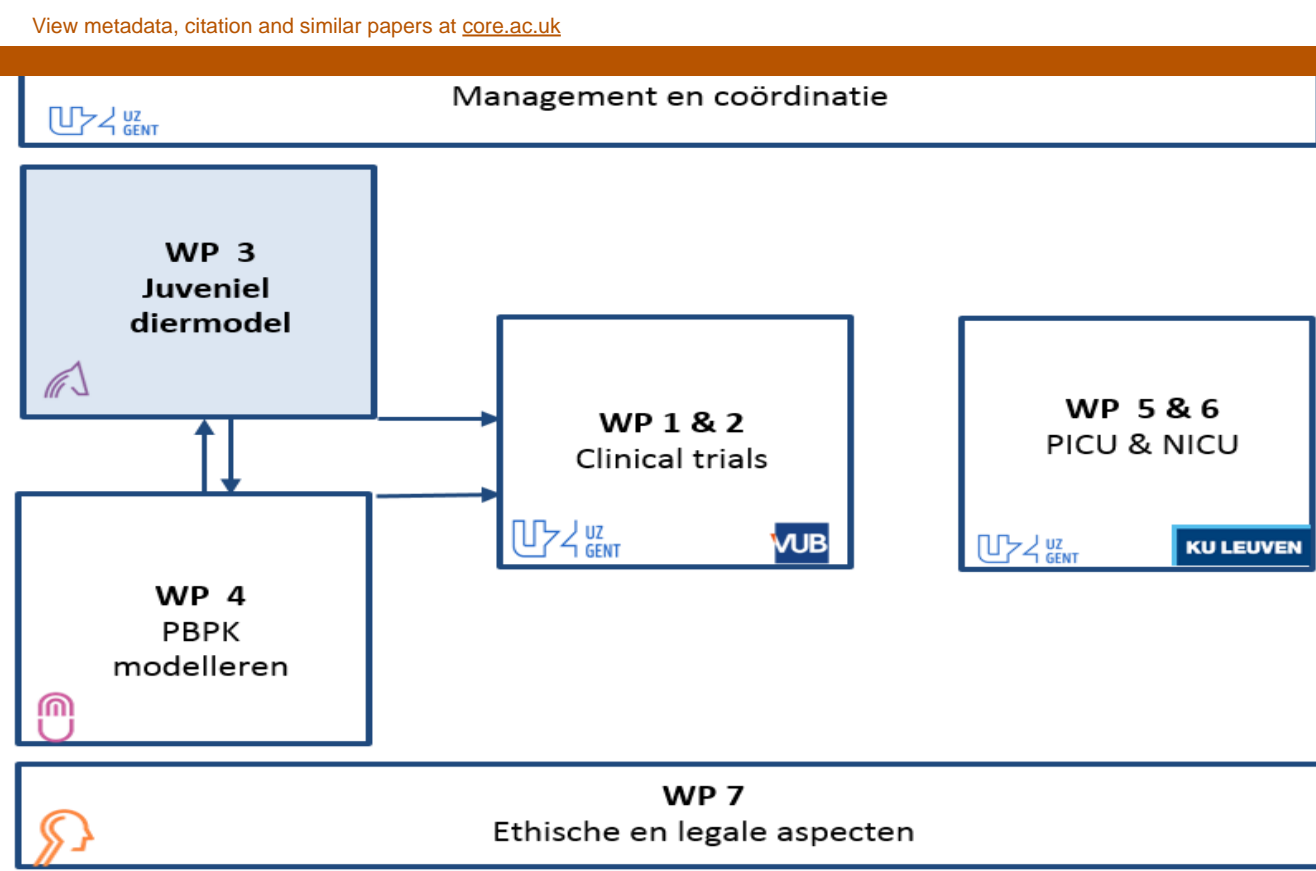 View metadata, citation and similar papers at core.ac.uk
Management en coördinatie
UZ
GENT
WP 3
Juveniel
diermodel
WP 1 & 2
Clinical trials
UZ
GENT
VUB
WP 5 & 6
PICU & NICU
UZ
GENT
KU LEUVEN
WP 4
PBPK
modelleren
WP 7
Ethische en legale aspecten